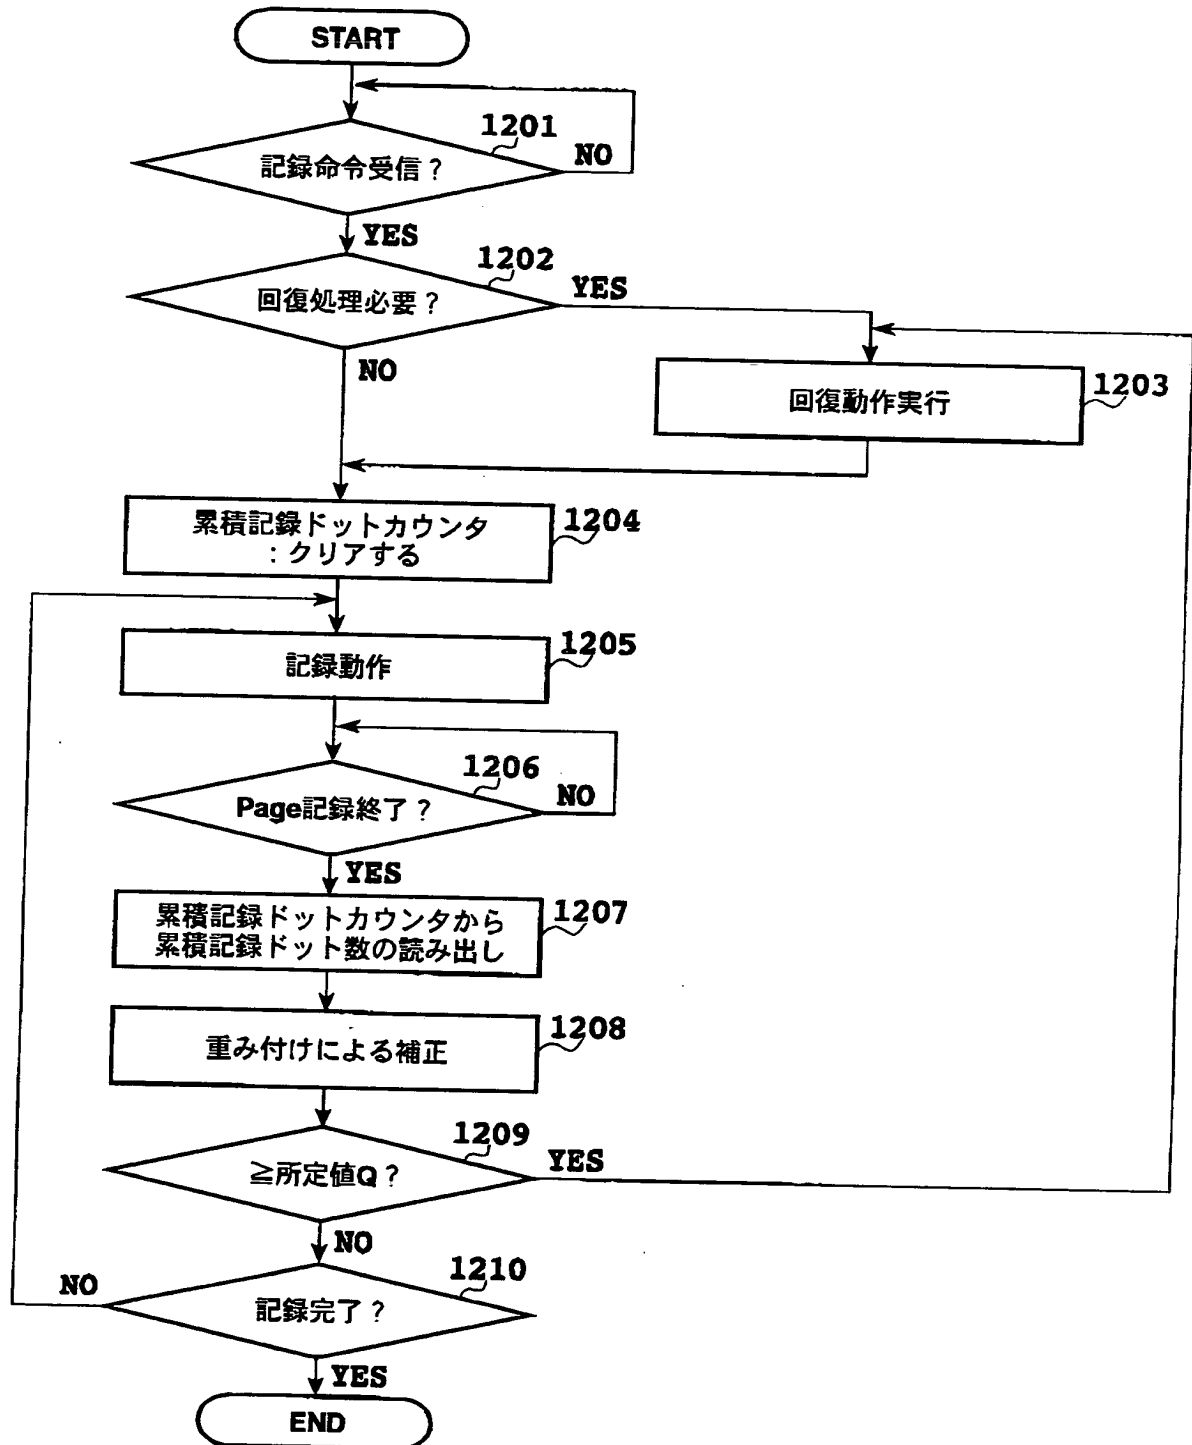 START
1201
記録命令受信？
NO
YES
1202
回復処理必要？
YES
NO
1203
回復動作実行
1204
累積記録ドットカウンタ
：クリアする
1205
記録動作
1206
Page記録終了？
NO
YES
1207
累積記録ドットカウンタから
累積記録ドット数の読み出し
1208
重み付けによる補正
1209
≧所定値Q？
YES
NO
1210
NO
記録完了？
YES
END